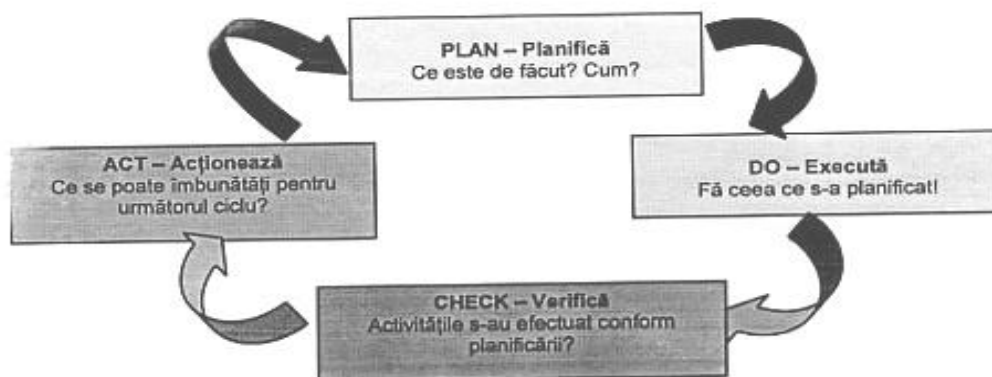 PLAN – Planifică
Ce este de făcut? Cum?
DO – Execută
Fă ceea ce s-a planificat!
CHECK – Verifică
Activitățile s-au efectuat conform
planificării?
ACT – Acționează
Ce se poate îmbunătăți pentru
următorul ciclu?